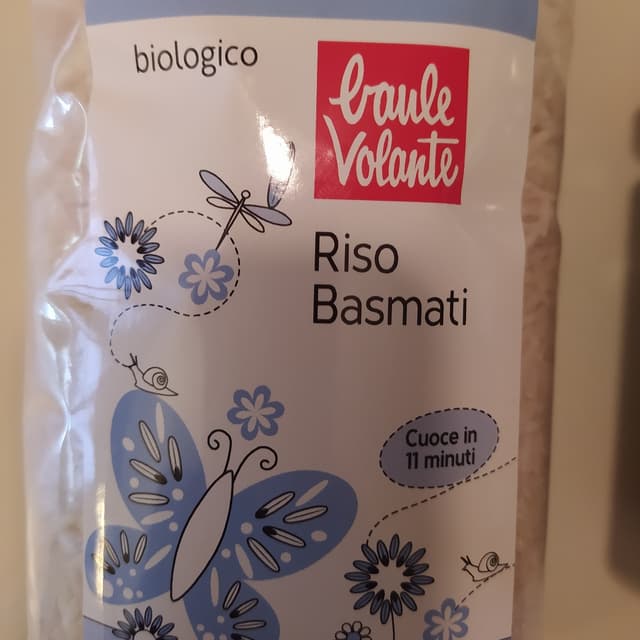 biologico
baule
volante
Riso
Basmati
Cuoce in
11 minuti